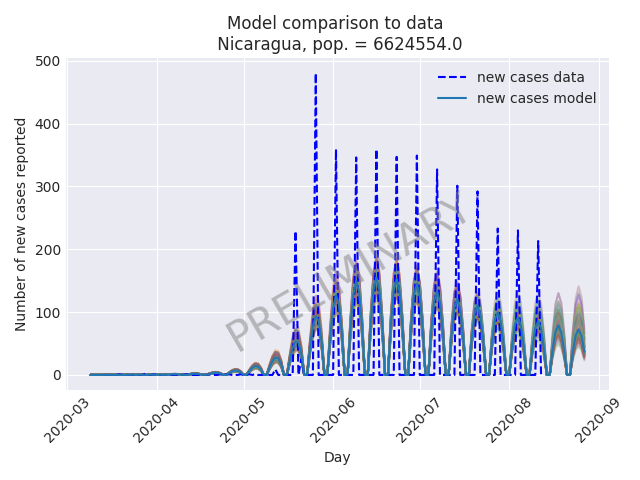 Model comparison to data
Nicaragua, pop. = 6624554.0
500
400
300
200
100
0
Number of new cases reported
new cases data
new cases model
PRELIMINARY
2020-03
2020-04
2020-05
2020-06
2020-07
2020-08
2020-09
Day